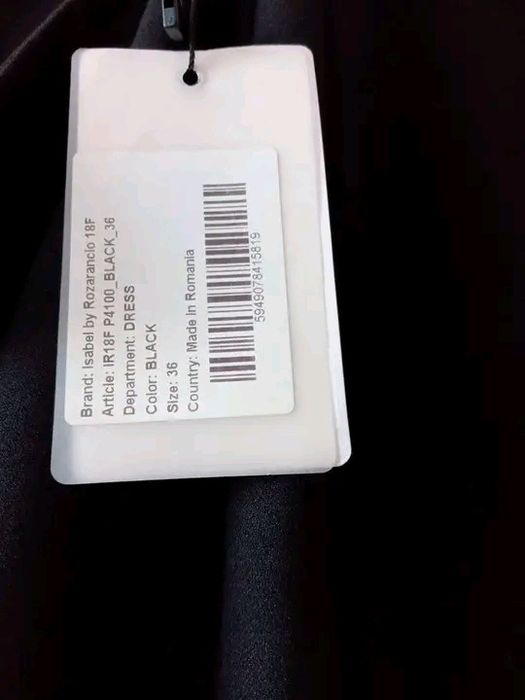 Brand: Isabel by Rozarancio 18F
Article: IR18F P4100_BLACK_36
Department: DRESS
Color: BLACK
Size: 36
Country: Made In Romania
5949078415819